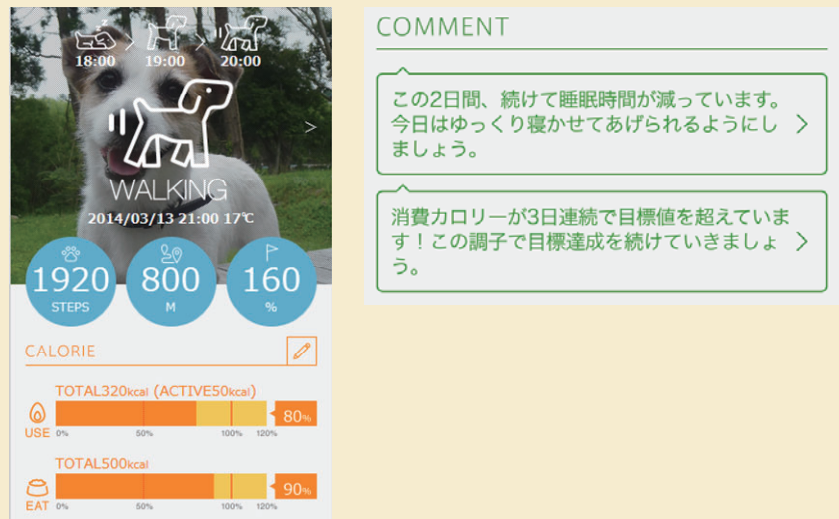 18:00 > 19:00 > 20:00
>
WALKING
2014/03/13 21:00 17℃
1920
STEPS
800
M
160
%
CALORIE
TOTAL320kcal (ACTIVE50kcal)
80%
USE
0% 50% 100% 120%
TOTAL500kcal
90%
EAT
0% 50% 100% 120%
COMMENT
この2日間、続けて睡眠時間が減っています。
今日はゆっくり寝かせてあげられるようにし
ましょう。
消費カロリーが3日連続で目標値を超えていま
す！この調子で目標達成を続けていきましょ
う。